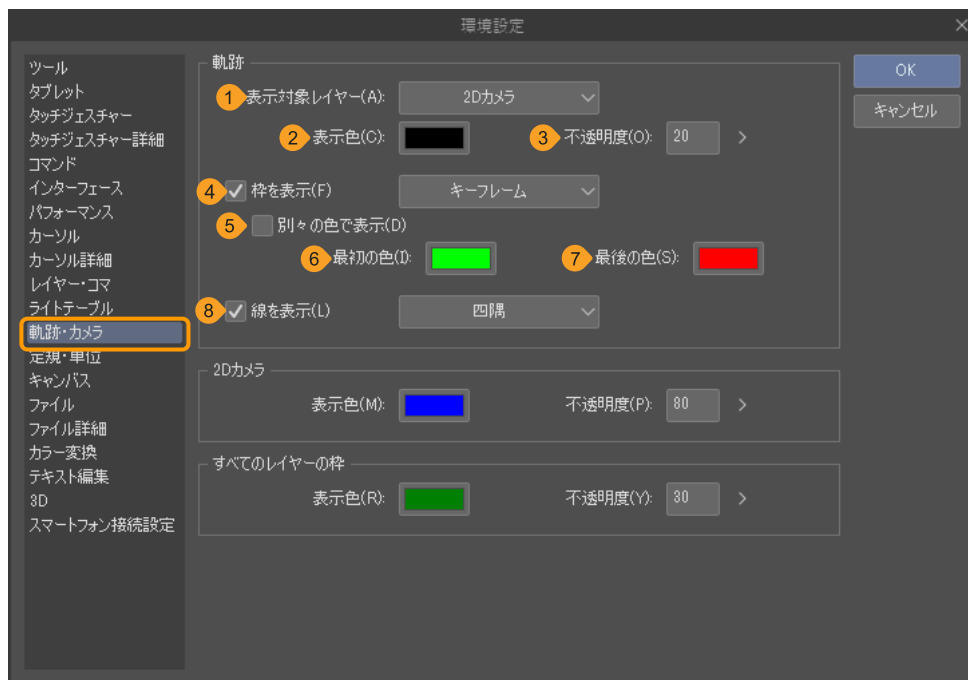 環境設定
ツール
タブレット
タッチジェスチャー
タッチジェスチャー詳細
コマンド
インターフェース
パフォーマンス
カーソル
カーソル詳細
レイヤー・コマ
ライトテーブル
軌跡・カメラ
定規・単位
キャンバス
ファイル
ファイル詳細
カラー変換
テキスト編集
3D
スマートフォン接続設定
軌跡
1 表示対象レイヤー(A): 2Dカメラ
2 表示色(C): 3 不透明度(O): 20
4 枠を表示(F) キーフレーム
5 別々の色で表示(D)
6 最初の色(I): 7 最後の色(S):
8 線を表示(L) 四隅
2Dカメラ
表示色(M): 不透明度(P): 80
すべてのレイヤーの枠
表示色(R): 不透明度(Y): 30
OK
キャンセル